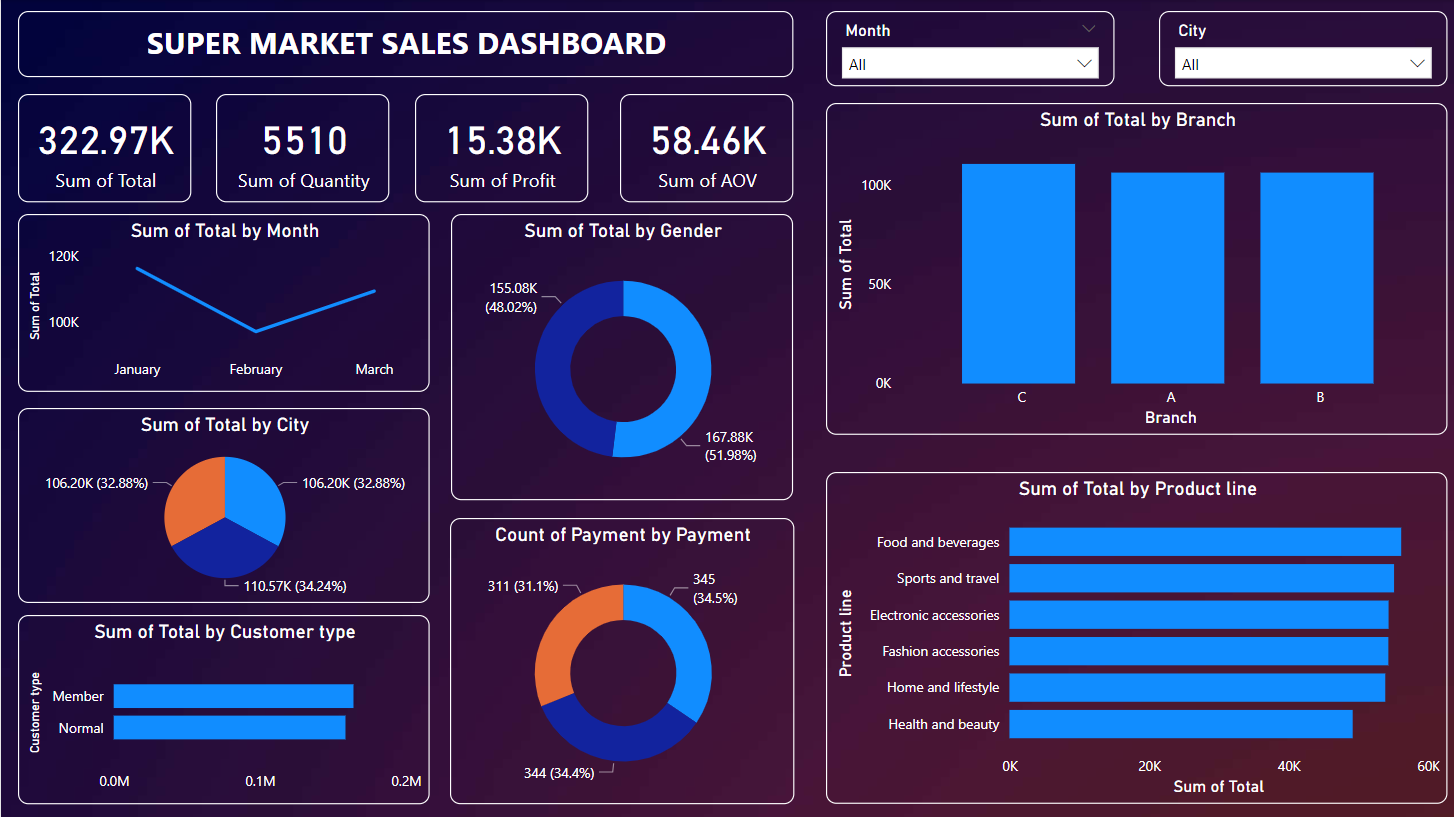 SUPER MARKET SALES DASHBOARD
Month
All
City
All
322.97K
Sum of Total
5510
Sum of Quantity
15.38K
Sum of Profit
58.46K
Sum of AOV
Sum of Total by Month
Sum of Total
120K
100K
January
February
March
Sum of Total by Gender
155.08K
(48.02%)
167.88K
(51.98%)
Sum of Total by Branch
Sum of Total
100K
50K
0K
C
A
B
Branch
Sum of Total by City
106.20K (32.88%)
106.20K (32.88%)
110.57K (34.24%)
Count of Payment by Payment
311 (31.1%)
345
(34.5%)
344 (34.4%)
Sum of Total by Customer type
Customer type
Member
Normal
0.0M
0.1M
0.2M
Sum of Total by Product line
Product line
Food and beverages
Sports and travel
Electronic accessories
Fashion accessories
Home and lifestyle
Health and beauty
0K
20K
40K
60K
Sum of Total